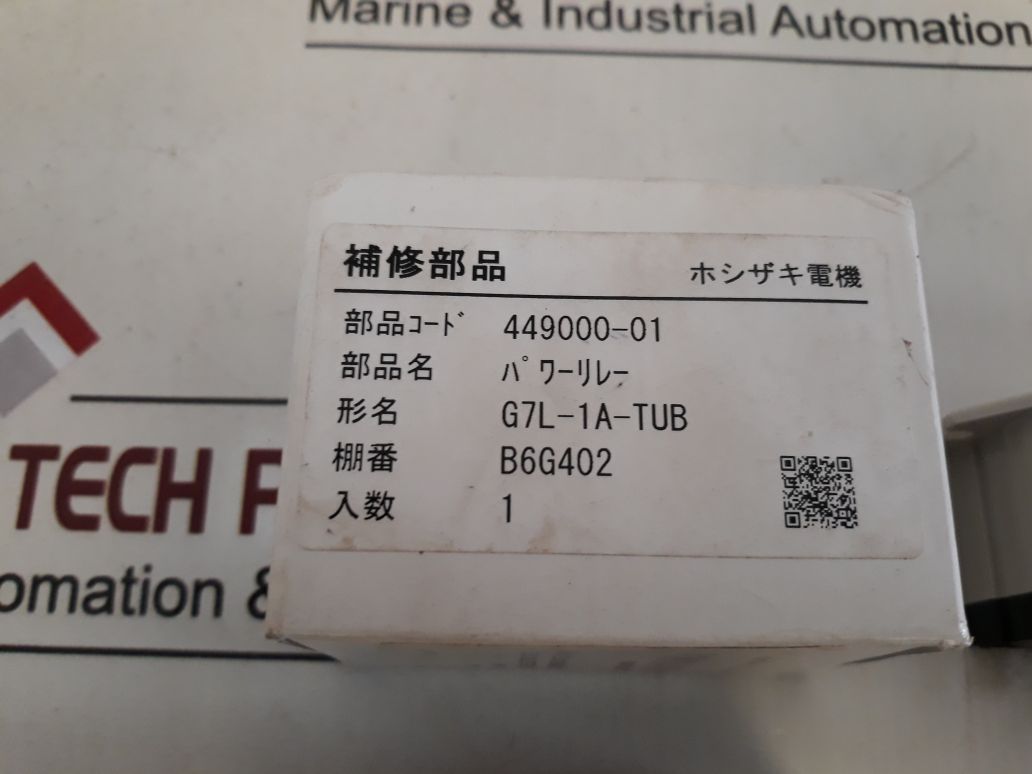 Marine & Industrial Automation
補修部品 ホシザキ電機
部品ｺｰﾄﾞ 449000-01
部品名 ﾊﾟﾜｰﾘﾚｰ
形名 G7L-1A-TUB
棚番 B6G402
入数 1
TECH
omation &